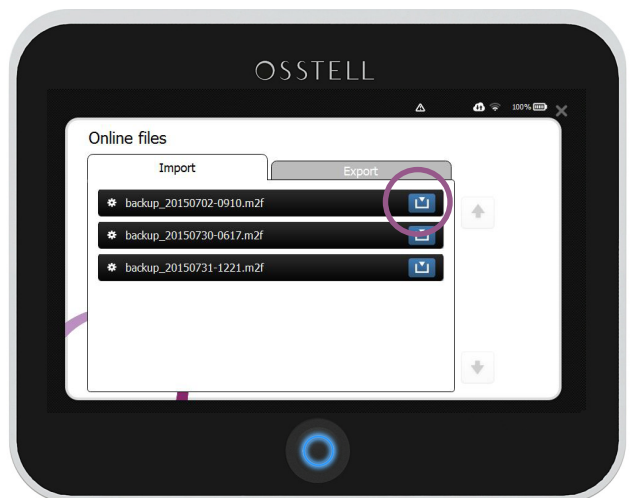 OSSTELL
100%
Online files
Import
Export
backup_20150702-0910.m2f
backup_20150730-0617.m2f
backup_20150731-1221.m2f